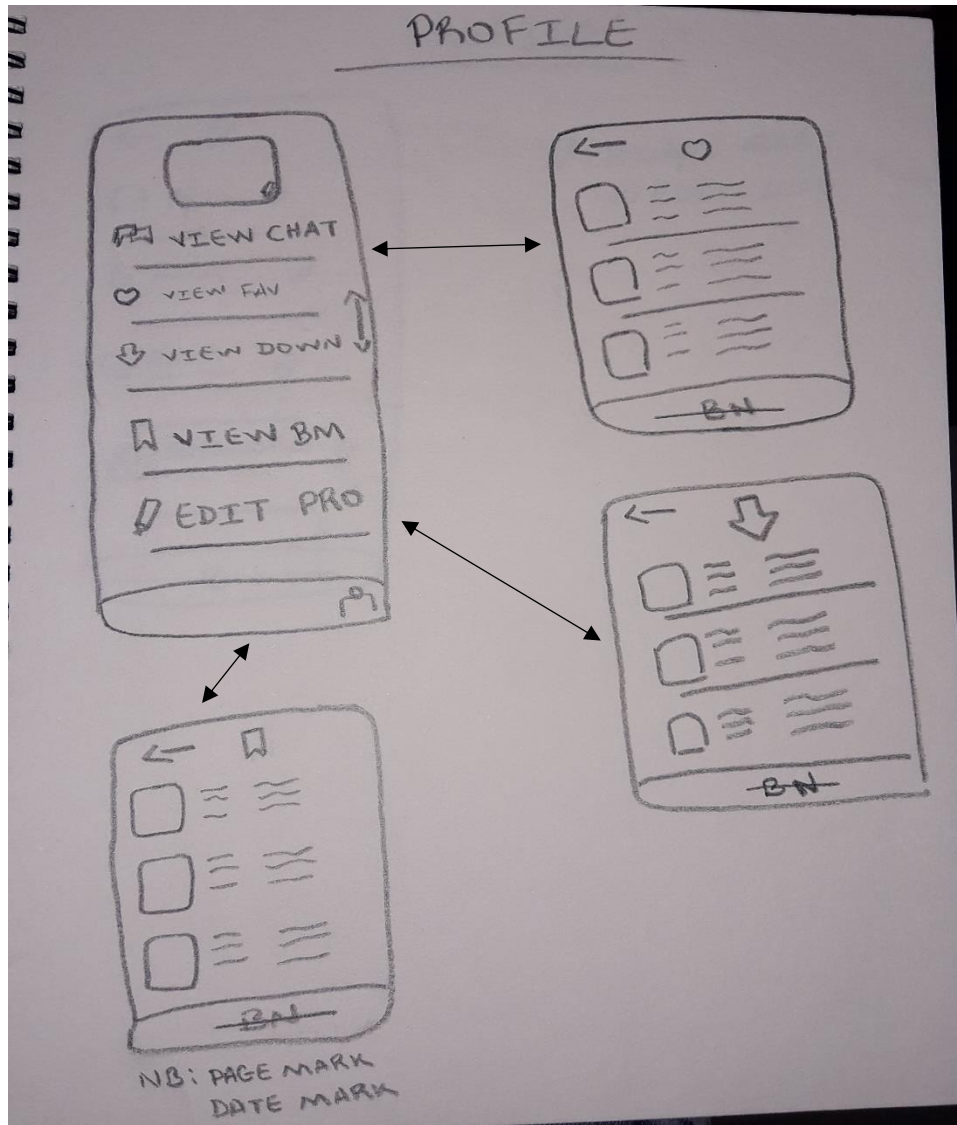 PROFILE
VIEW CHAT
VIEW FAV
VIEW DOWN
VIEW BM
EDIT PRO
BN
BN
BN
NB: PAGE MARK
DATE MARK